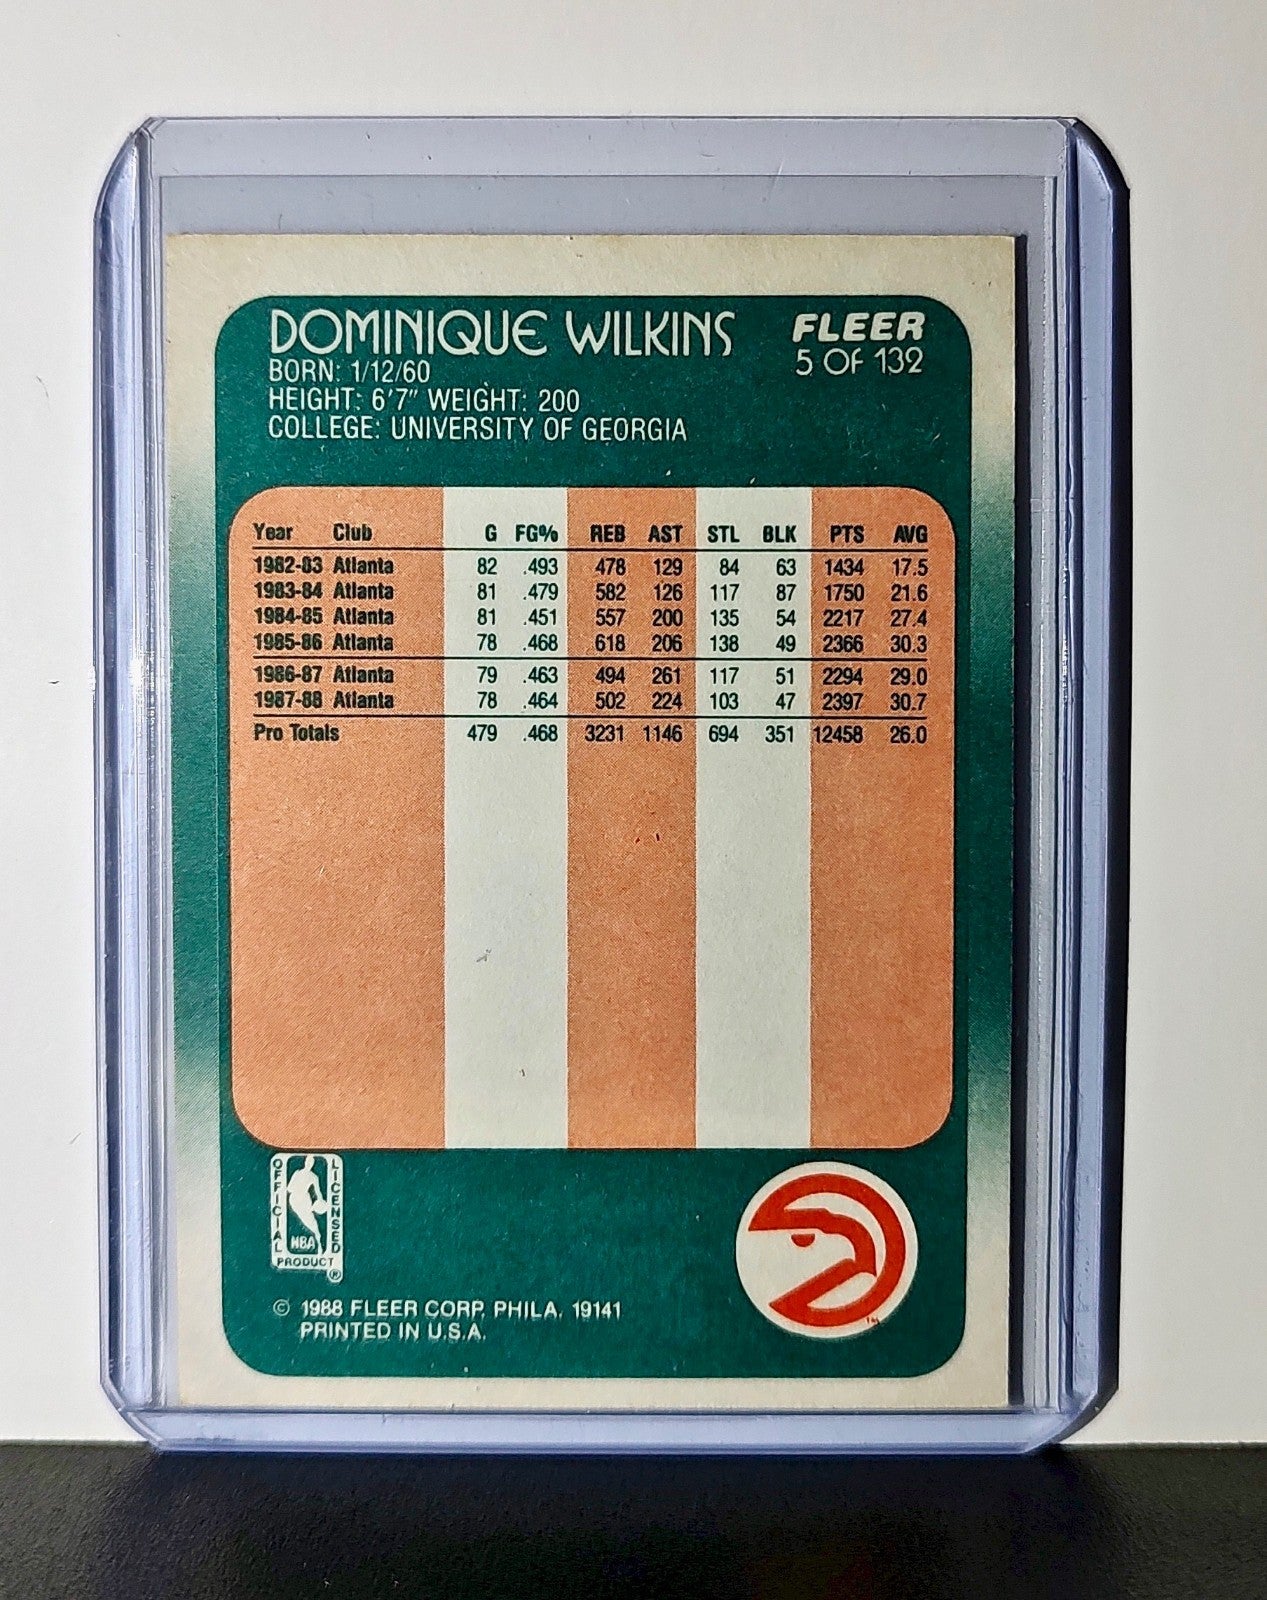 DOMINIQUE WILKINS
FLEER
5 OF 132
BORN: 1/12/60
HEIGHT: 6'7" WEIGHT: 200
COLLEGE: UNIVERSITY OF GEORGIA
Year Club G FG% REB AST STL BLK PTS AVG
1982-83 Atlanta 82 .493 478 129 84 63 1434 17.5
1983-84 Atlanta 81 .479 582 126 117 87 1750 21.6
1984-85 Atlanta 81 .451 557 200 135 54 2217 27.4
1985-86 Atlanta 78 .468 618 206 138 49 2366 30.3
1986-87 Atlanta 79 .463 494 261 117 51 2294 29.0
1987-88 Atlanta 78 .464 502 224 103 47 2397 30.7
Pro Totals 479 .468 3231 1146 694 351 12458 26.0
OFFICIAL
LICENSED
NBA
PRODUCT
®
© 1988 FLEER CORP. PHILA. 19141
PRINTED IN U.S.A.
™